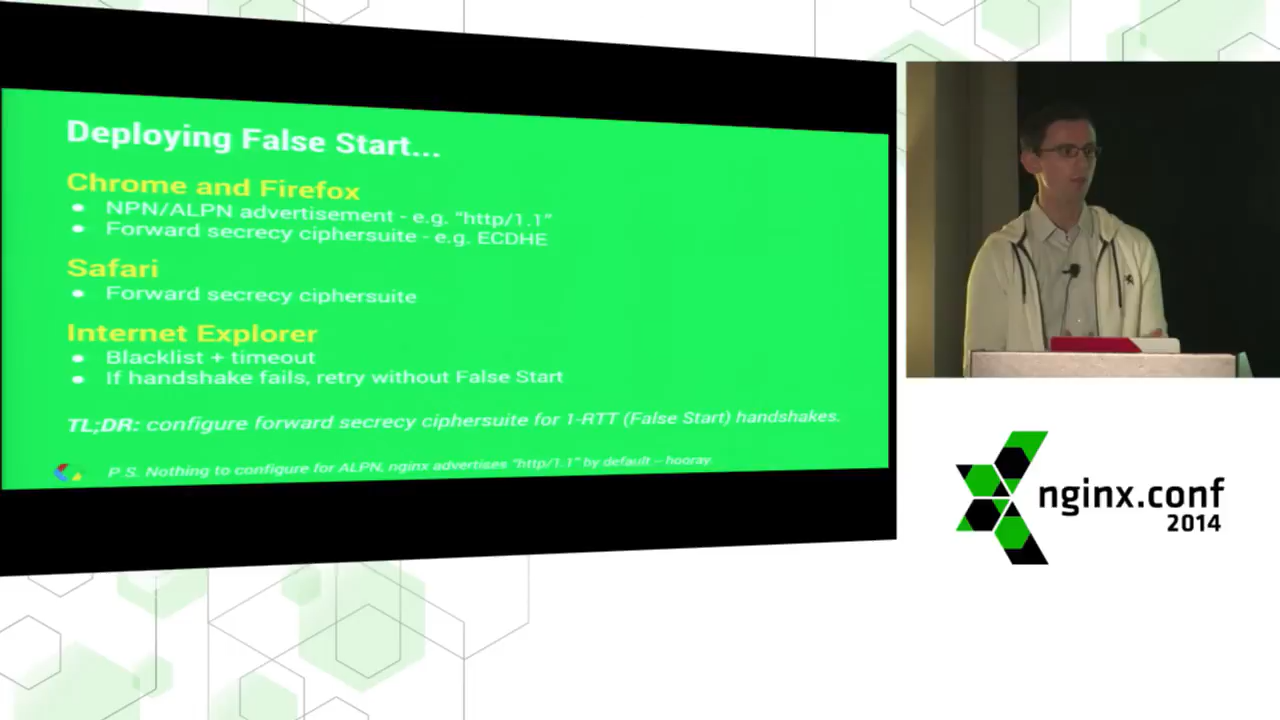 Deploying False Start...
Chrome and Firefox
NPN/ALPN advertisement - e.g. "http/1.1"
Forward secrecy ciphersuite - e.g. ECDHE
Safari
Forward secrecy ciphersuite
Internet Explorer
Blacklist + timeout
If handshake fails, retry without False Start
TL;DR: configure forward secrecy ciphersuite for 1-RTT (False Start) handshakes.
P.S. Nothing to configure for ALPN, nginx advertises "http/1.1" by default – hooray.
nginx.conf
2014